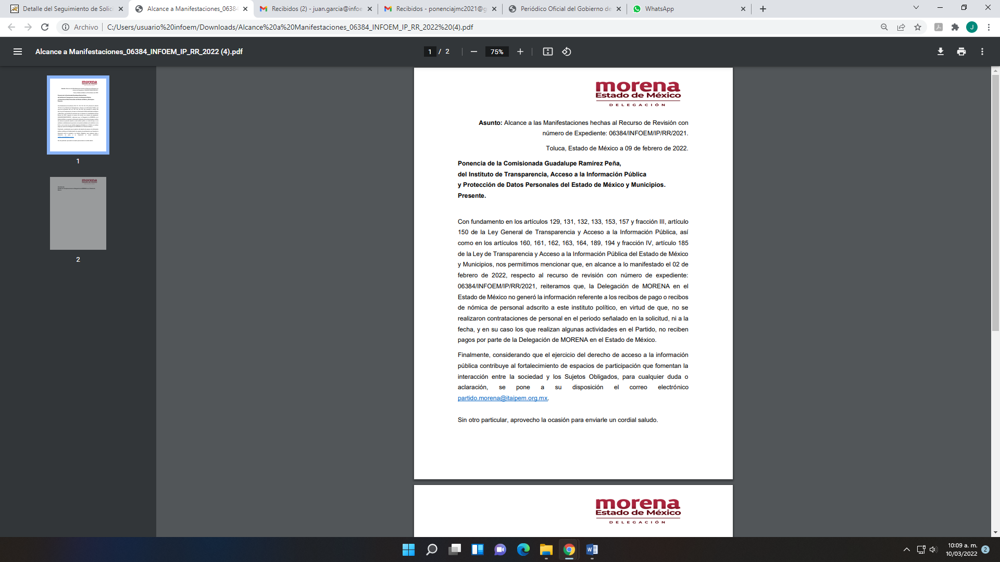 Detalle del Seguimiento de Solici
Alcance a Manifestaciones_0638
Recibidos (2) - juan.garcia@infoe
Recibidos - ponenciajmc2021@g
Periódico Oficial del Gobierno de
WhatsApp
Archivo
C:/Users/usuario%20infoem/Downloads/Alcance%20a%20Manifestaciones_06384_INFOEM_IP_RR_2022%20(4).pdf
J
Alcance a Manifestaciones_06384_INFOEM_IP_RR_2022 (4).pdf
1 / 2
75%
1
2
morena
Estado de México
DELEGACIÓN
Asunto: Alcance a las Manifestaciones hechas al Recurso de Revisión con
número de Expediente: 06384/INFOEM/IP/RR/2021.
Toluca, Estado de México a 09 de febrero de 2022.
Ponencia de la Comisionada Guadalupe Ramírez Peña,
del Instituto de Transparencia, Acceso a la Información Pública
y Protección de Datos Personales del Estado de México y Municipios.
Presente.
Con fundamento en los artículos 129, 131, 132, 133, 153, 157 y fracción III, artículo
150 de la Ley General de Transparencia y Acceso a la Información Pública, así
como en los artículos 160, 161, 162, 163, 164, 189, 194 y fracción IV, artículo 185
de la Ley de Transparencia y Acceso a la Información Pública del Estado de México
y Municipios, nos permitimos mencionar que, en alcance a lo manifestado el 02 de
febrero de 2022, respecto al recurso de revisión con número de expediente:
06384/INFOEM/IP/RR/2021, reiteramos que, la Delegación de MORENA en el
Estado de México no generó la información referente a los recibos de pago o recibos
de nómina de personal adscrito a este instituto político, en virtud de que, no se
realizaron contrataciones de personal en el periodo señalado en la solicitud, ni a la
fecha, y en su caso los que realizan algunas actividades en el Partido, no reciben
pagos por parte de la Delegación de MORENA en el Estado de México.
Finalmente, considerando que el ejercicio del derecho de acceso a la información
pública contribuye al fortalecimiento de espacios de participación que fomentan la
interacción entre la sociedad y los Sujetos Obligados, para cualquier duda o
aclaración, se pone a su disposición el correo electrónico
partido.morena@itaipem.org.mx.
Sin otro particular, aprovecho la ocasión para enviarle un cordial saludo.
morena
Estado de México
DELEGACIÓN
10:09 a. m.
10/03/2022
2